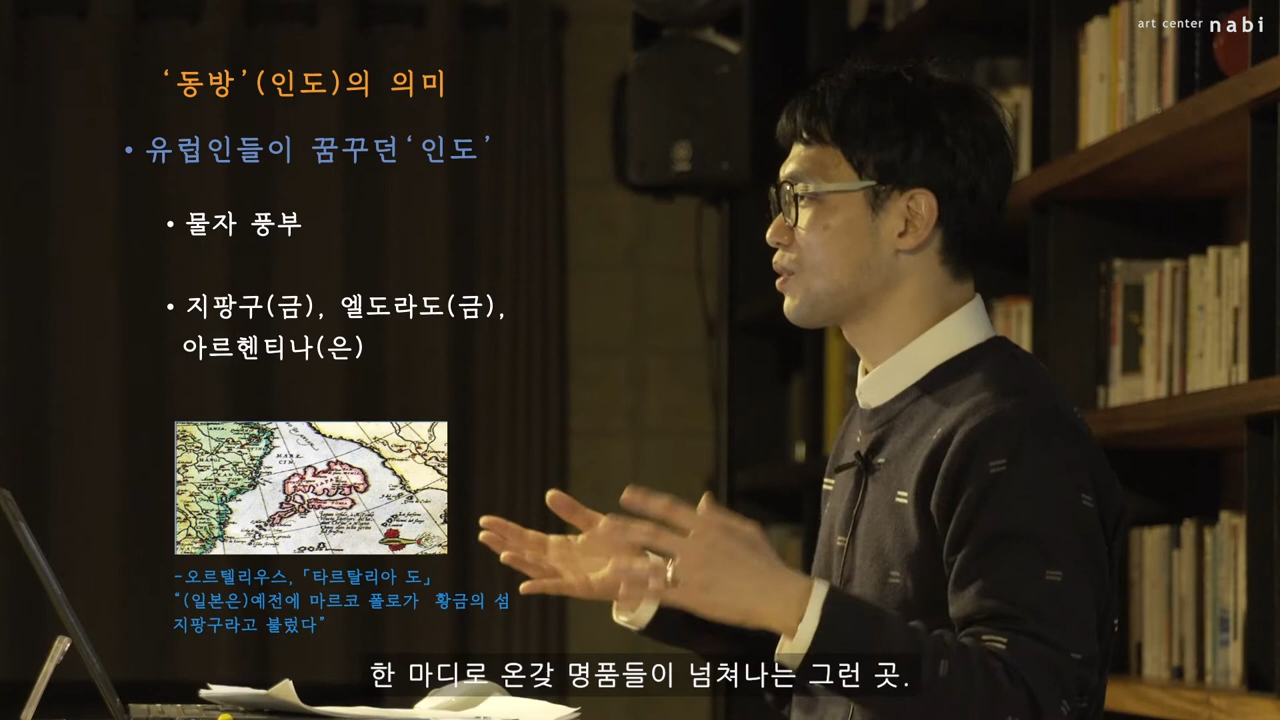 art center nabi
‘동방’(인도)의 의미
• 유럽인들이 꿈꾸던‘인도’
• 물자 풍부
• 지팡구(금), 엘도라도(금),
아르헨티나(은)
MARE
CIN
-오르텔리우스,「타르탈리아 도」
“(일본은)예전에 마르코 폴로가 황금의 섬
지팡구라고 불렀다”
한 마디로 온갖 명품들이 넘쳐나는 그런 곳.